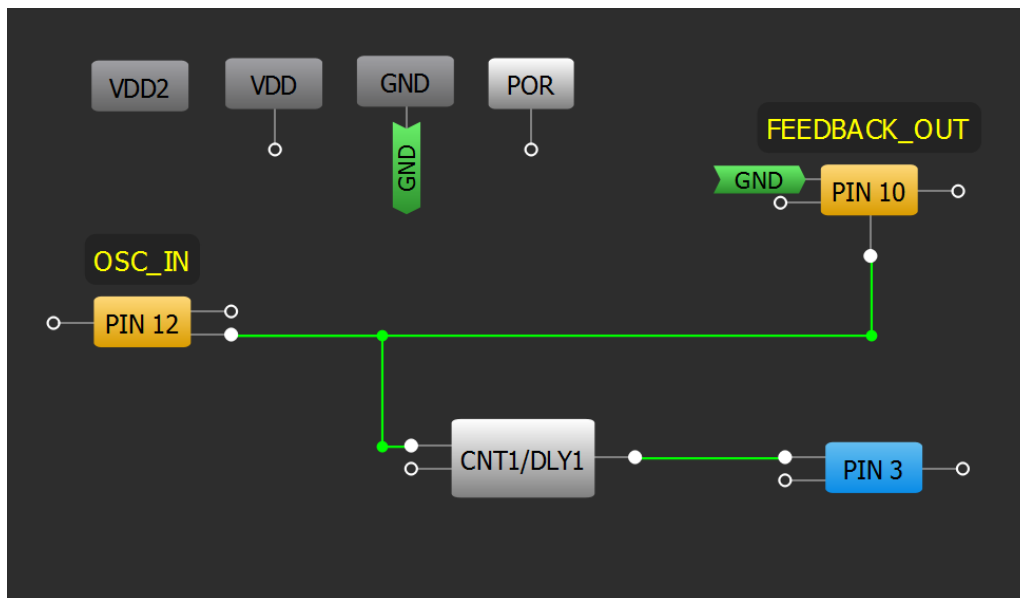 VDD2
VDD
GND
POR
GND
FEEDBACK_OUT
GND
PIN 10
OSC_IN
PIN 12
CNT1/DLY1
PIN 3